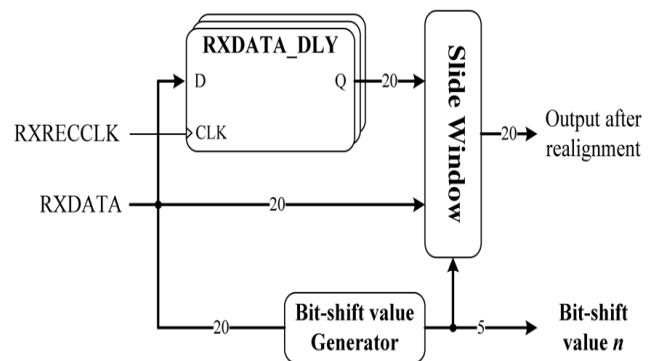 RXDATA_DLY
D
Q
20
RXRECCLK
CLK
Slide Window
20
Output after
realignment
RXDATA
20
20
Bit-shift value
Generator
5
Bit-shift
value n